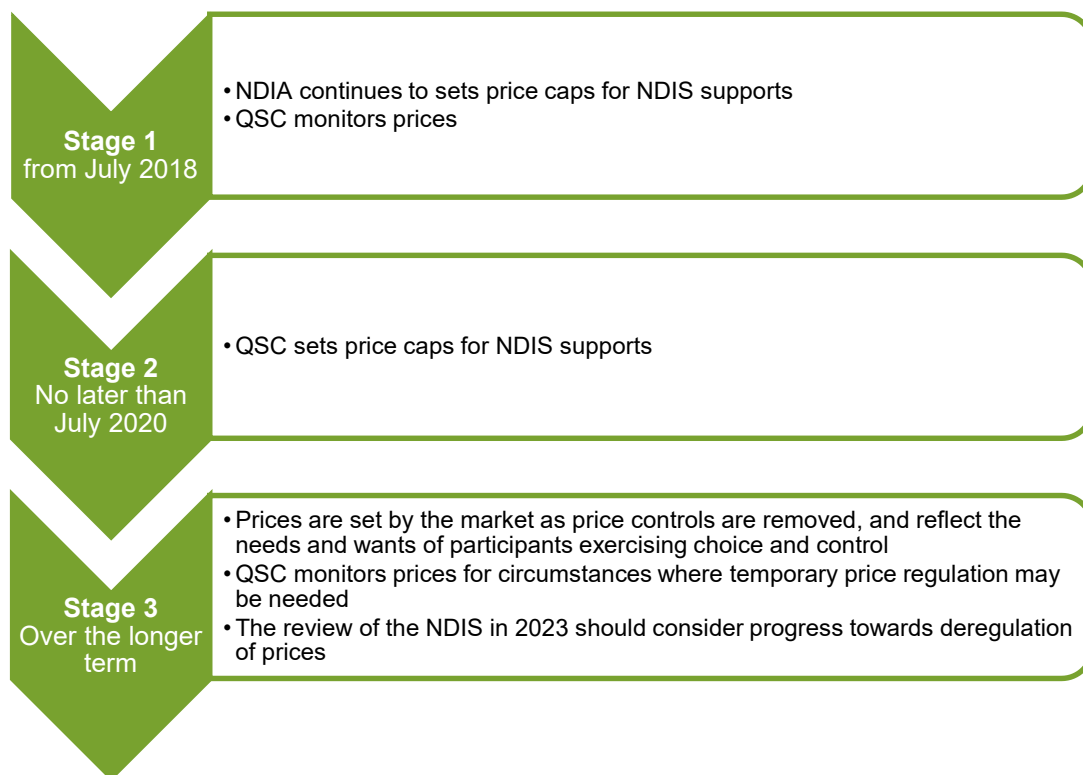 Stage 1
from July 2018
• NDIA continues to sets price caps for NDIS supports
• QSC monitors prices
Stage 2
No later than
July 2020
• QSC sets price caps for NDIS supports
Stage 3
Over the longer
term
• Prices are set by the market as price controls are removed, and reflect the
needs and wants of participants exercising choice and control
• QSC monitors prices for circumstances where temporary price regulation may
be needed
• The review of the NDIS in 2023 should consider progress towards deregulation
of prices